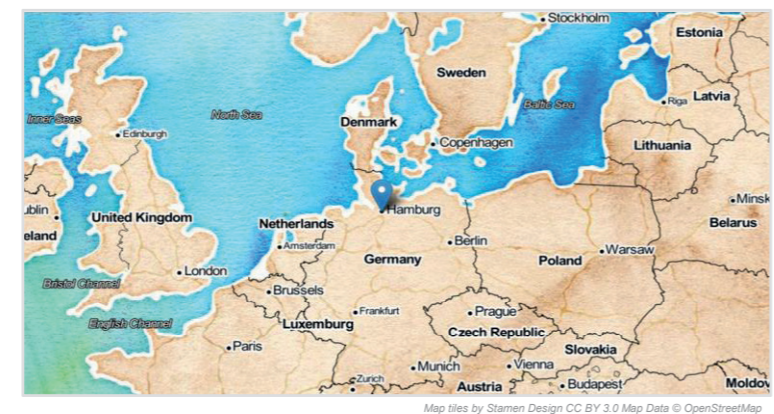 Stockholm
Estonia
Sweden
Riga
Latvia
Baltic Sea
North Sea
Inner Seas
Edinburgh
Denmark
Copenhagen
Lithuania
Minsk
ublin
eland
United Kingdom
Hamburg
Netherlands
Amsterdam
Berlin
Warsaw
Belarus
Germany
Poland
London
Bristol Channel
Brussels
English Channel
Luxemburg
Frankfurt
Prague
Czech Republic
Paris
Slovakia
Munich
Vienna
Zurich
Austria
Budapest
Moldov
Map tiles by Stamen Design CC BY 3.0 Map Data © OpenStreetMap